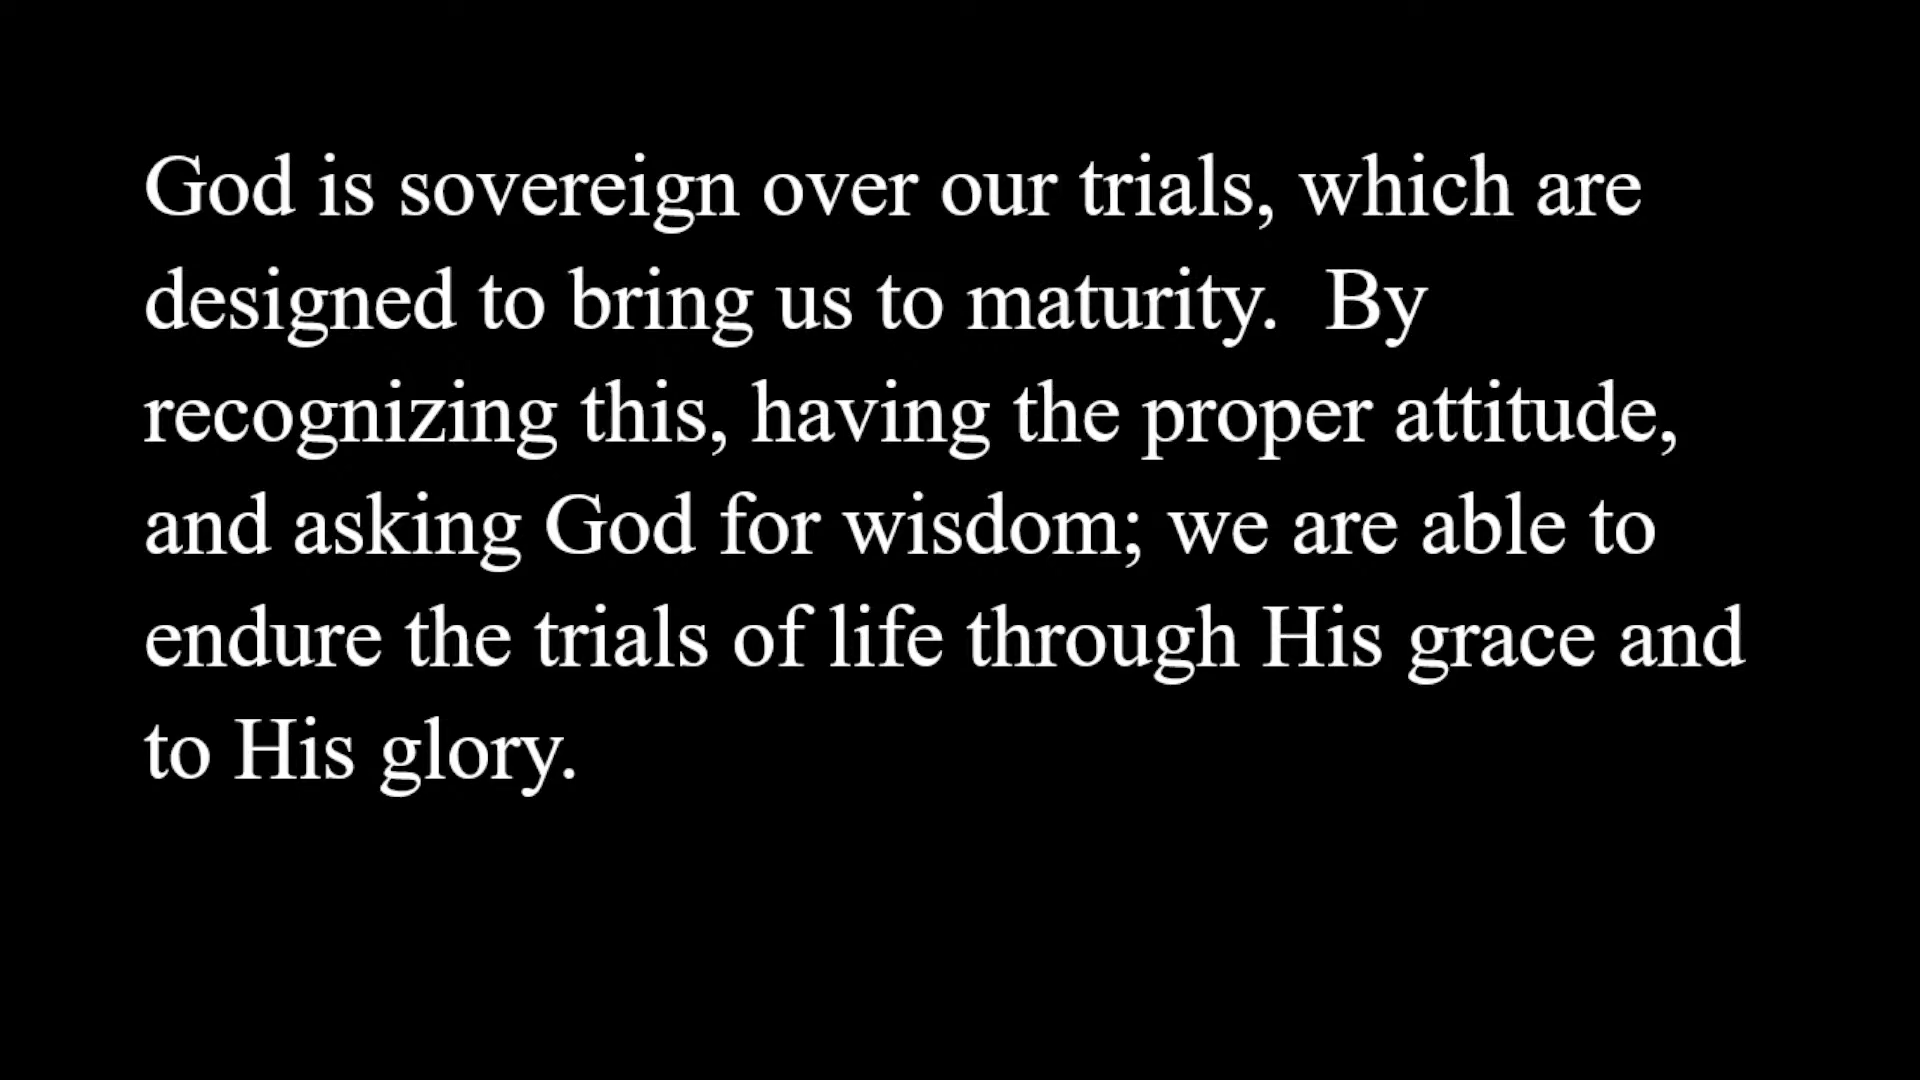 God is sovereign over our trials, which are
designed to bring us to maturity.  By
recognizing this, having the proper attitude,
and asking God for wisdom; we are able to
endure the trials of life through His grace and
to His glory.